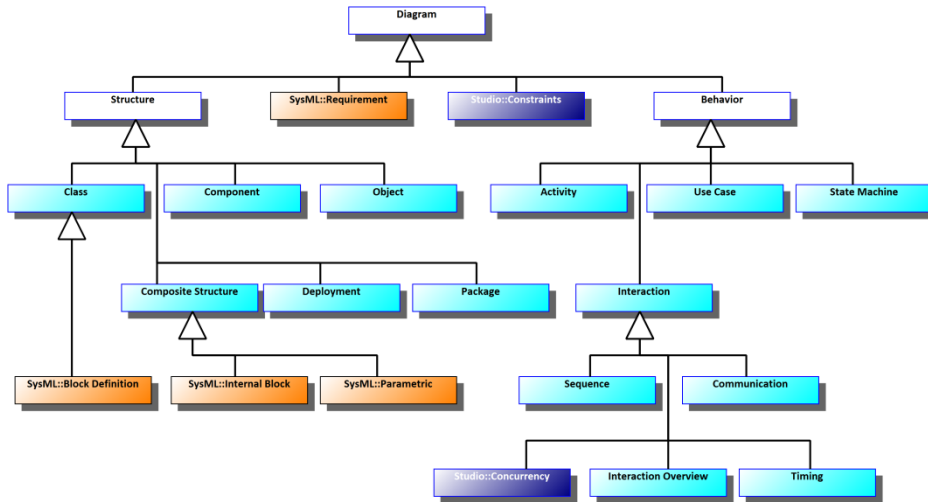 Diagram
Structure
SysML::Requirement
Studio::Constraints
Behavior
Class
Component
Object
Activity
Use Case
State Machine
Composite Structure
Deployment
Package
Interaction
SysML::Block Definition
SysML::Internal Block
SysML::Parametric
Sequence
Communication
Studio::Concurrency
Interaction Overview
Timing